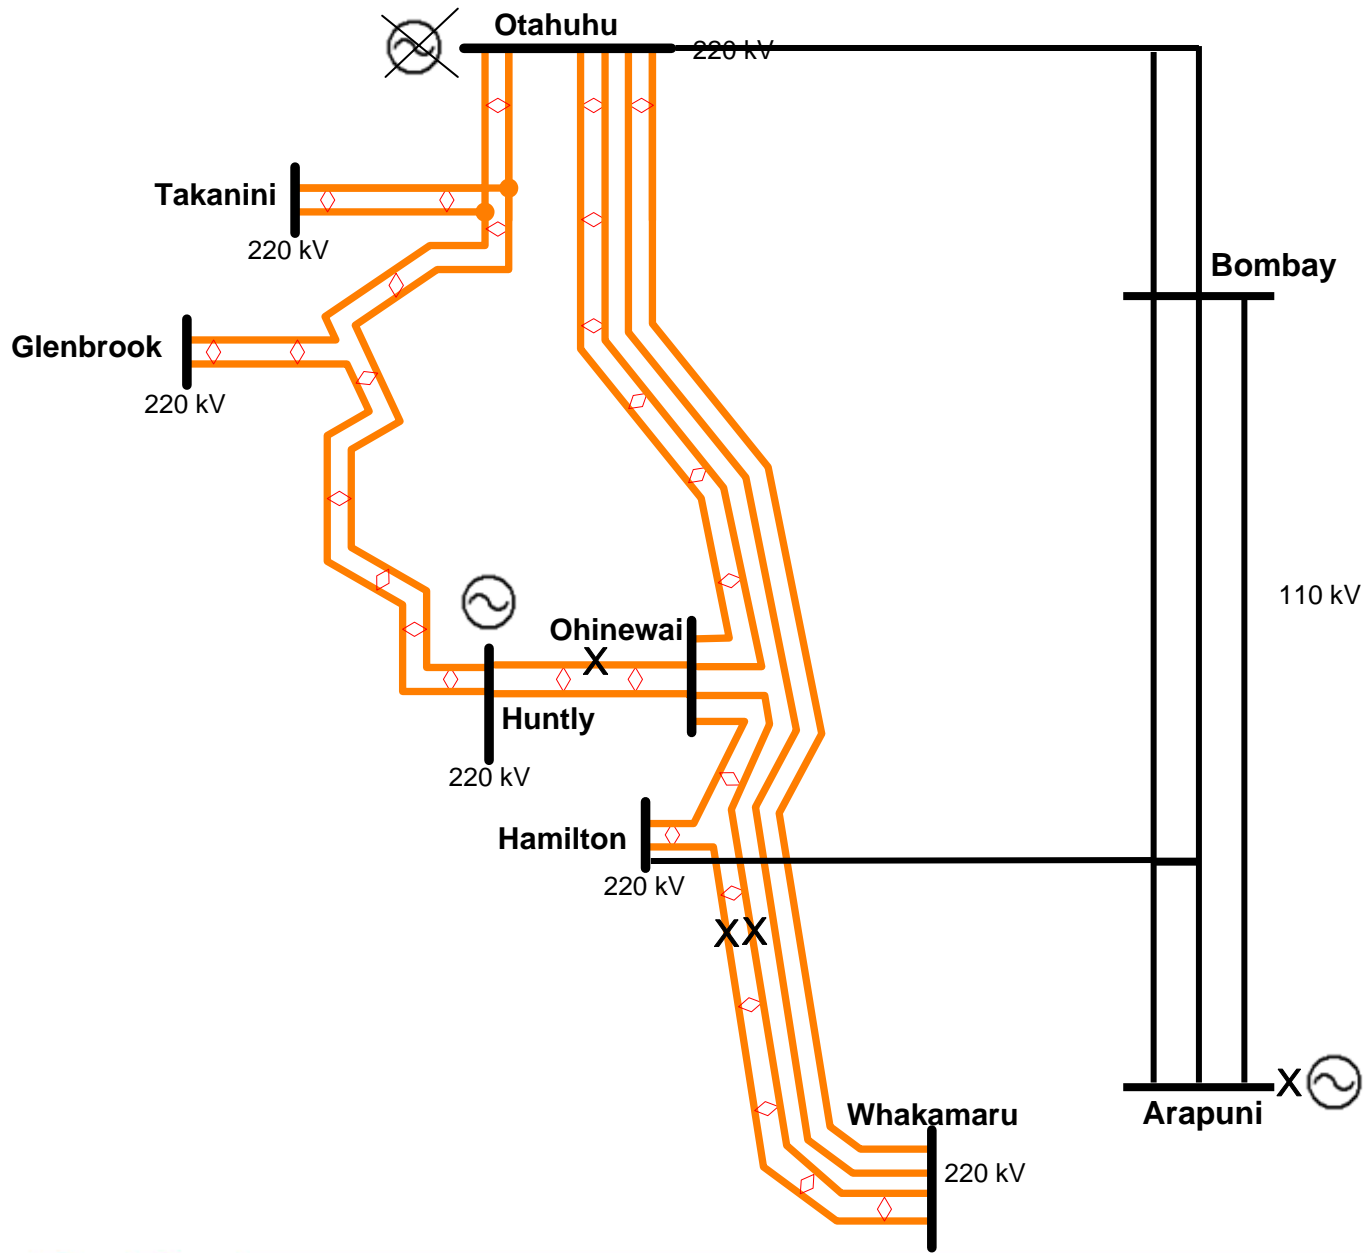 Otahuhu
220 kV
Takanini
220 kV
Bombay
Glenbrook
220 kV
110 kV
Ohinewai
X
Huntly
220 kV
Hamilton
220 kV
X X
X
Arapuni
Whakamaru
220 kV